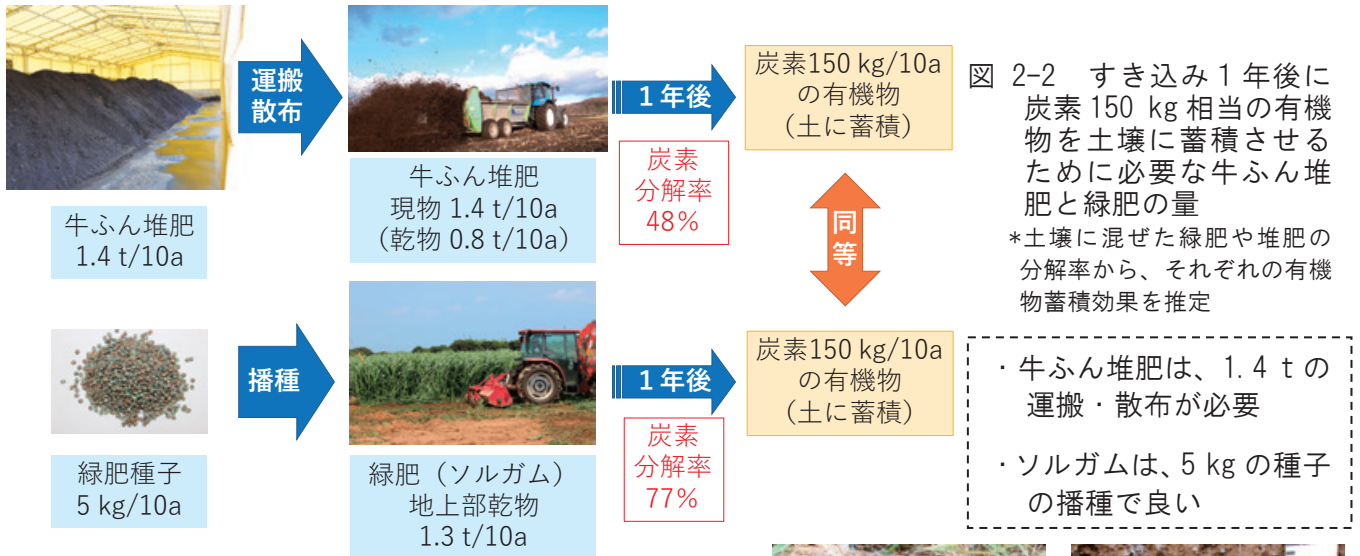 運搬
散布
牛ふん堆肥
1.4 t/10a
牛ふん堆肥
現物 1.4 t/10a
(乾物 0.8 t/10a)
1年後
炭素
分解率
48%
炭素150 kg/10a
の有機物
(土に蓄積)
同等
播種
緑肥種子
5 kg/10a
緑肥（ソルガム）
地上部乾物
1.3 t/10a
1年後
炭素
分解率
77%
炭素150 kg/10a
の有機物
(土に蓄積)
図 2-2　すき込み1年後に
炭素 150 kg 相当の有機
物を土壌に蓄積させる
ために必要な牛ふん堆
肥と緑肥の量
*土壌に混ぜた緑肥や堆肥の
分解率から、それぞれの有機
物蓄積効果を推定
・牛ふん堆肥は、1.4 t の
運搬・散布が必要
・ソルガムは、5 kg の種子
の播種で良い